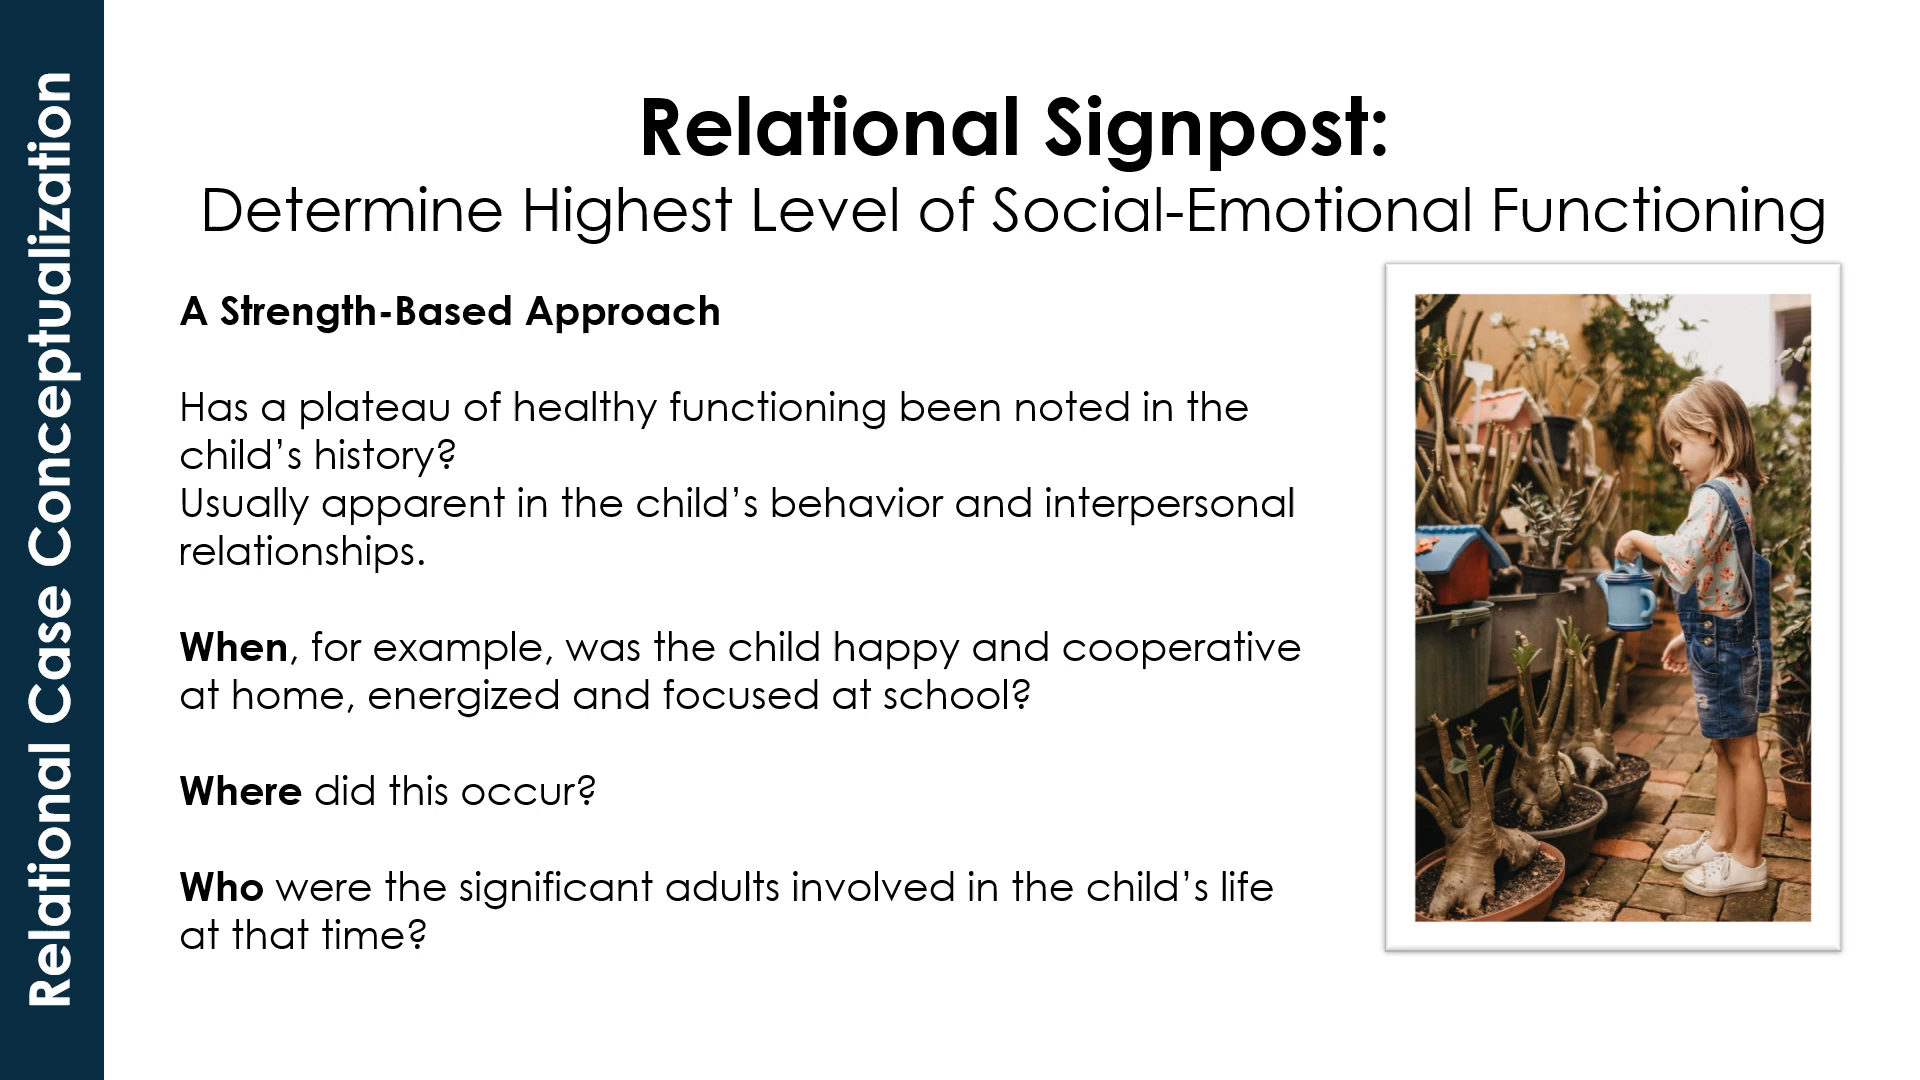 Relational Case Conceptualization
Relational Signpost:
Determine Highest Level of Social-Emotional Functioning
A Strength-Based Approach
Has a plateau of healthy functioning been noted in the
child’s history?
Usually apparent in the child’s behavior and interpersonal
relationships.
When, for example, was the child happy and cooperative
at home, energized and focused at school?
Where did this occur?
Who were the significant adults involved in the child’s life
at that time?